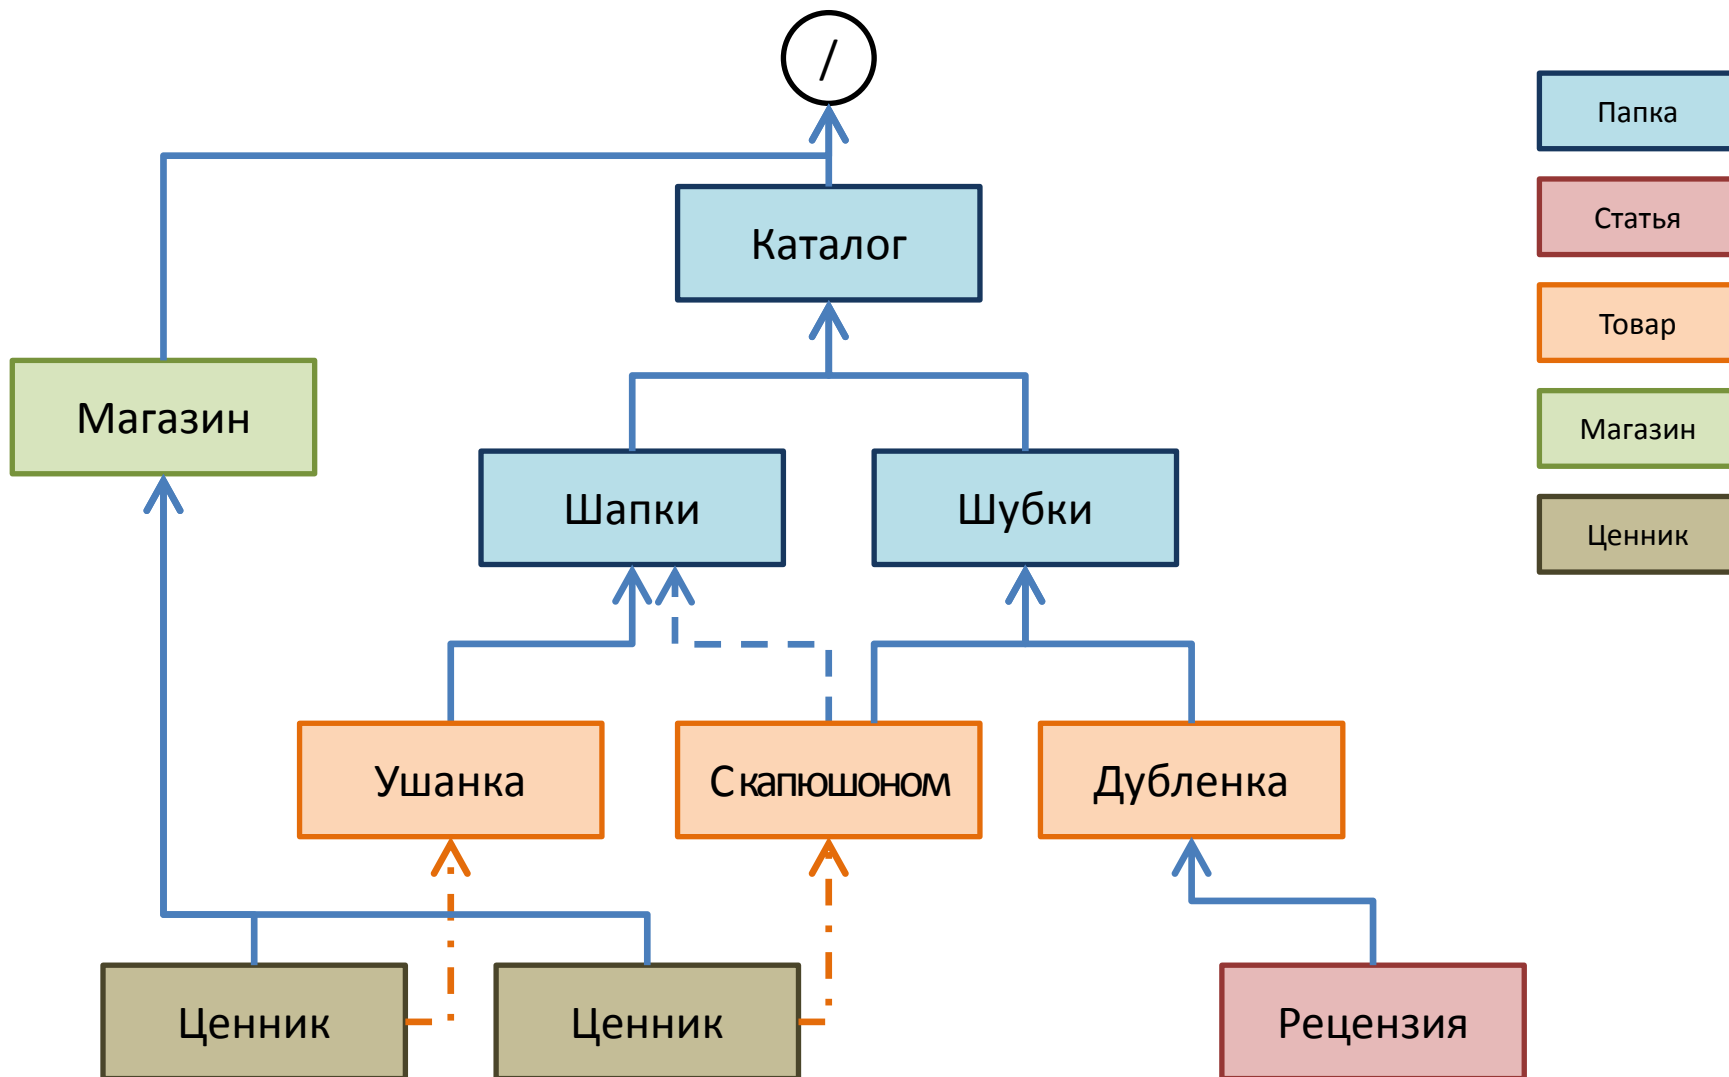 /
Папка
Каталог
Статья
Товар
Магазин
Магазин
Шапки
Шубки
Ценник
Ушанка
С капюшоном
Дубленка
Ценник
Ценник
Рецензия